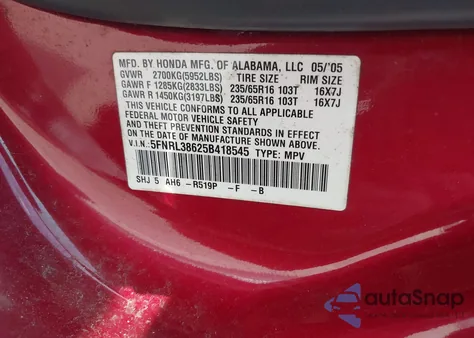 MFD. BY HONDA MFG. OF ALABAMA, LLC 05/'05
GVWR 2700KG(5952LBS) TIRE SIZE RIM SIZE
GAWR F 1285KG(2833LBS) 235/65R16 103T 16X7J
GAWR R 1450KG(3197LBS) 235/65R16 103T 16X7J
THIS VEHICLE CONFORMS TO ALL APPLICABLE
FEDERAL MOTOR VEHICLE SAFETY AND
THEFT PREVENTION STANDARDS IN EFFECT ON THE
DATE OF MANUFACTURE SHOWN ABOVE.
V.I.N.: 5FNRL38625B418545 TYPE: MPV
SHJ 5 AH6 -R519P -F -B
autoSnap